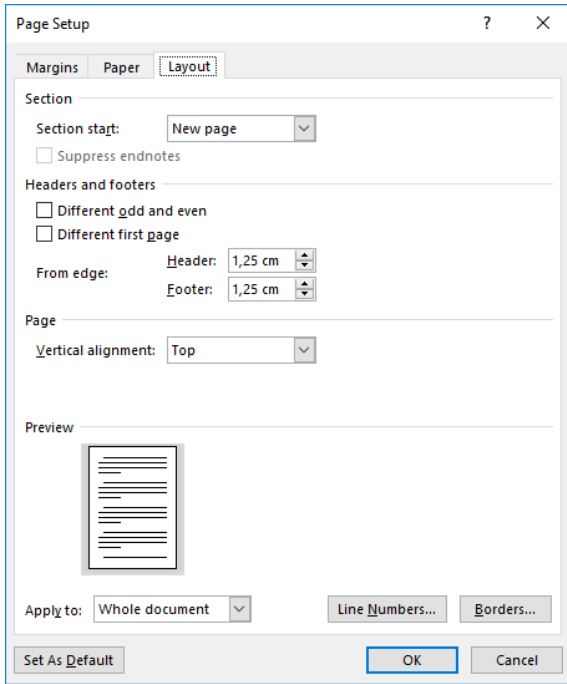 Page Setup ? ✕
Margins Paper Layout
Section
Section start: New page
Suppress endnotes
Headers and footers
Different odd and even
Different first page
From edge:
Header: 1,25 cm
Footer: 1,25 cm
Page
Vertical alignment: Top
Preview
Apply to: Whole document Line Numbers... Borders...
Set As Default OK Cancel